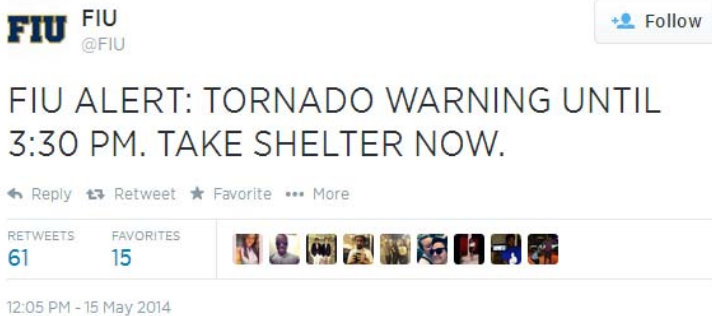 FIU
FIU
@FIU
Follow
FIU ALERT: TORNADO WARNING UNTIL
3:30 PM. TAKE SHELTER NOW.
Reply Retweet Favorite More
RETWEETS FAVORITES
61 15
12:05 PM - 15 May 2014